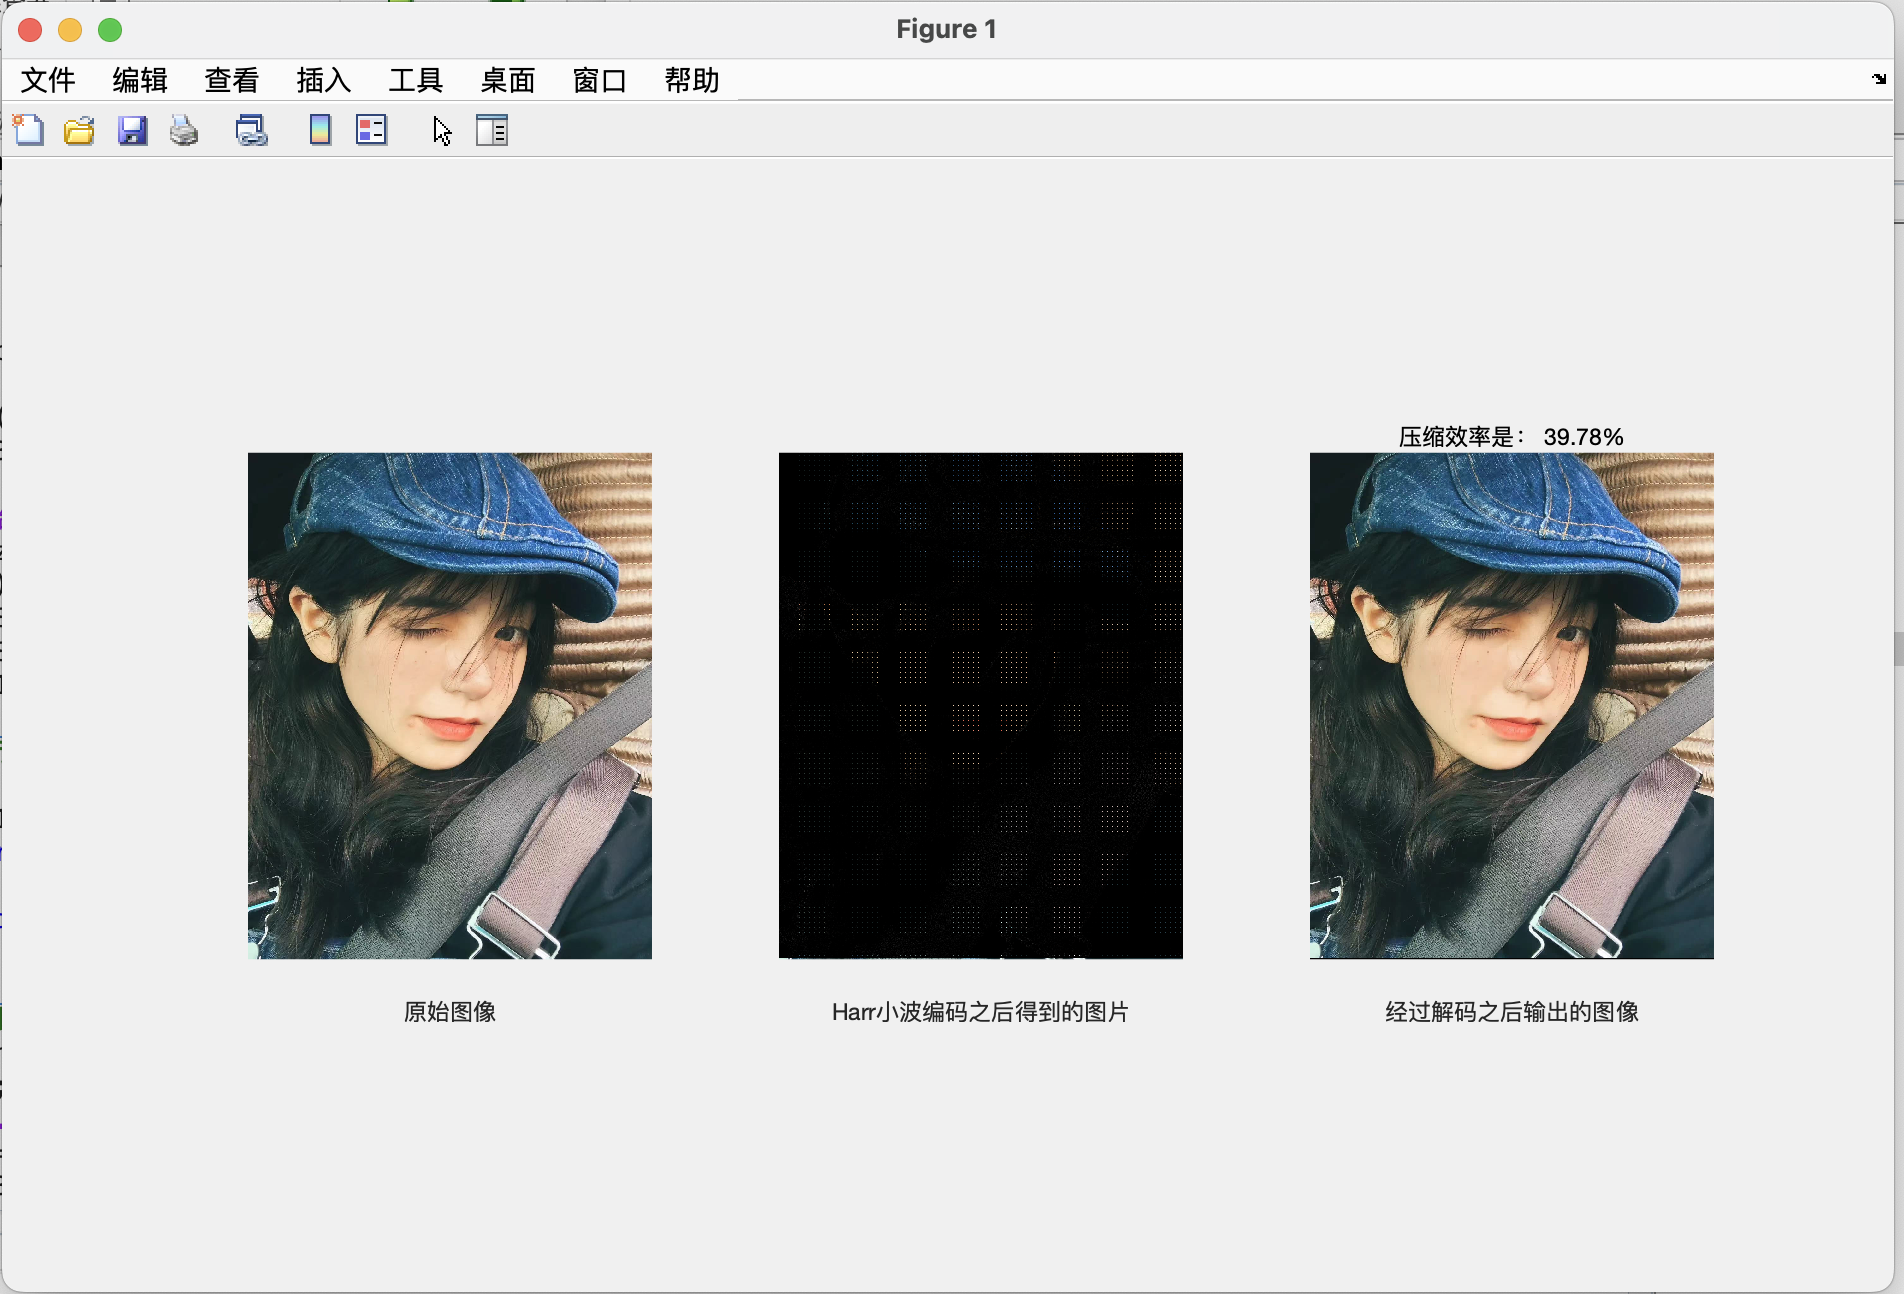 Figure 1
文件 编辑 查看 插入 工具 桌面 窗口 帮助
压缩效率是： 39.78%
原始图像
Harr小波编码之后得到的图片
经过解码之后输出的图像